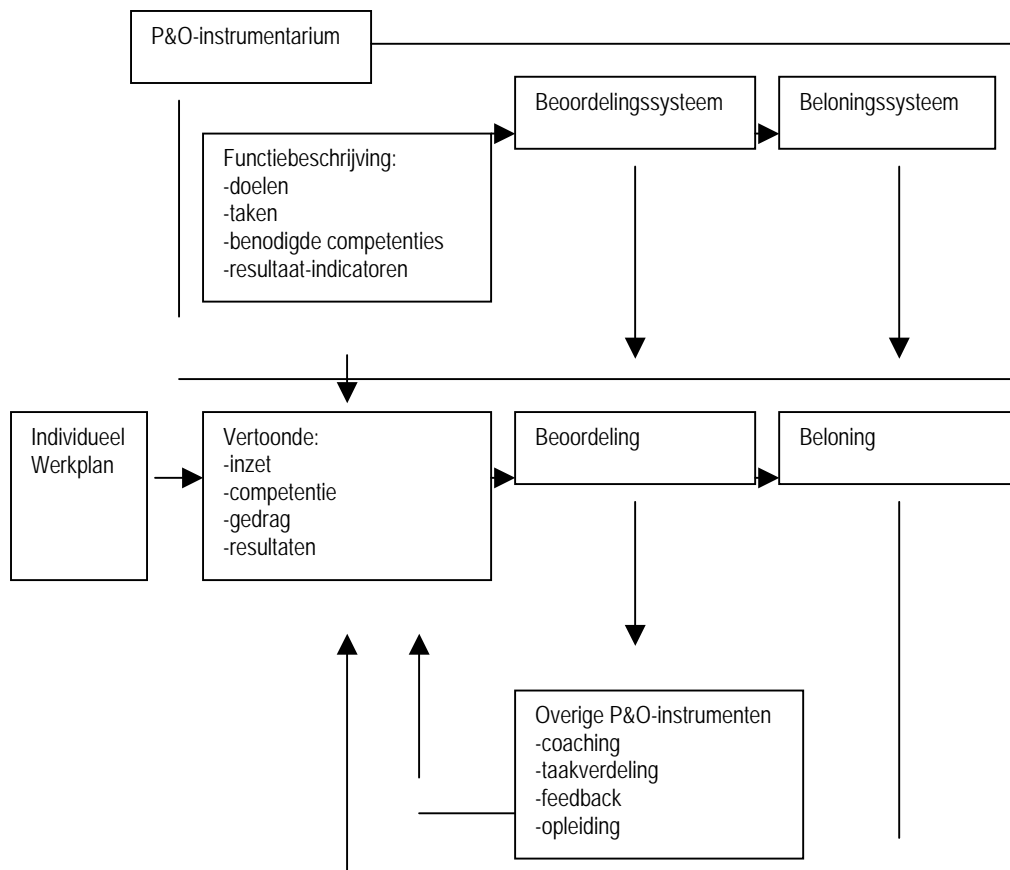 P&O-instrumentarium
Beoordelingssysteem
Beloningssysteem
Functiebeschrijving:
-doelen
-taken
-benodigde competenties
-resultaat-indicatoren
Individueel
Werkplan
Vertoonde:
-inzet
-competentie
-gedrag
-resultaten
Beoordeling
Beloning
Overige P&O-instrumenten
-coaching
-taakverdeling
-feedback
-opleiding